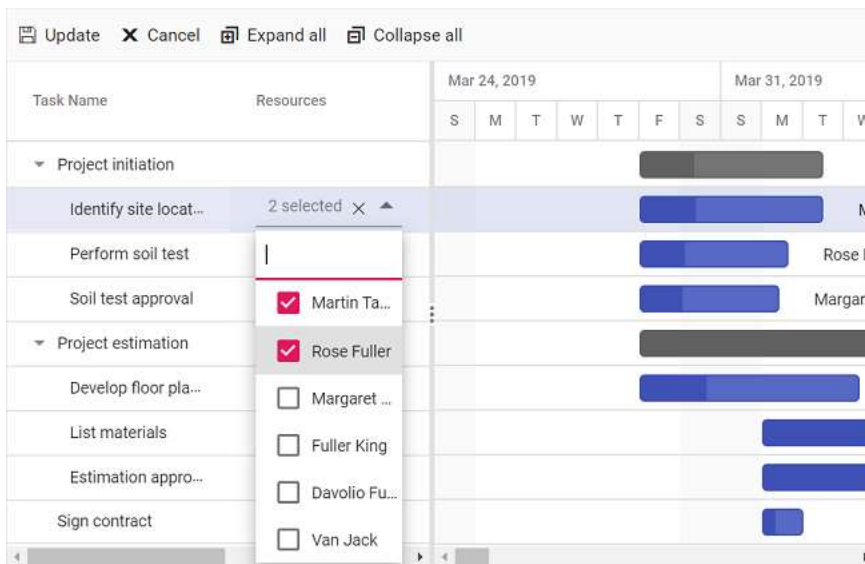 Update Cancel Expand all Collapse all
Task Name Resources Mar 24, 2019 Mar 31, 2019
S M T W T F S S M T W
Project initiation
Identify site locat... 2 selected M
Perform soil test Rose
Soil test approval Martin Ta... Margar
Project estimation Rose Fuller
Develop floor pla... Margaret ...
List materials Fuller King
Estimation appro... Davolio Fu...
Sign contract Van Jack